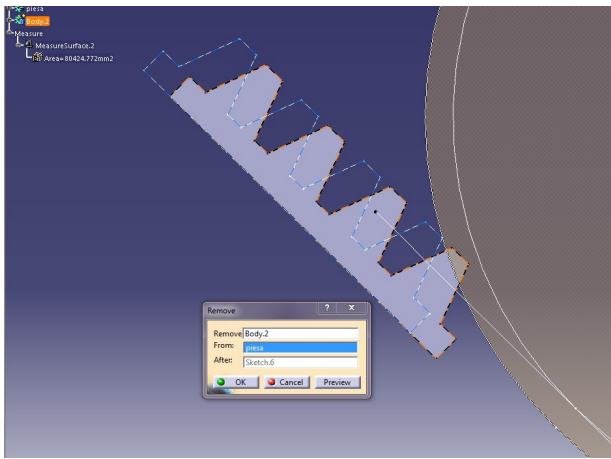 piesa
Body.2
Measure
MeasureSurface.2
Area=80424.772mm2
Remove
? x
Remove Body.2
From: piesa
After: Sketch.6
OK Cancel Preview